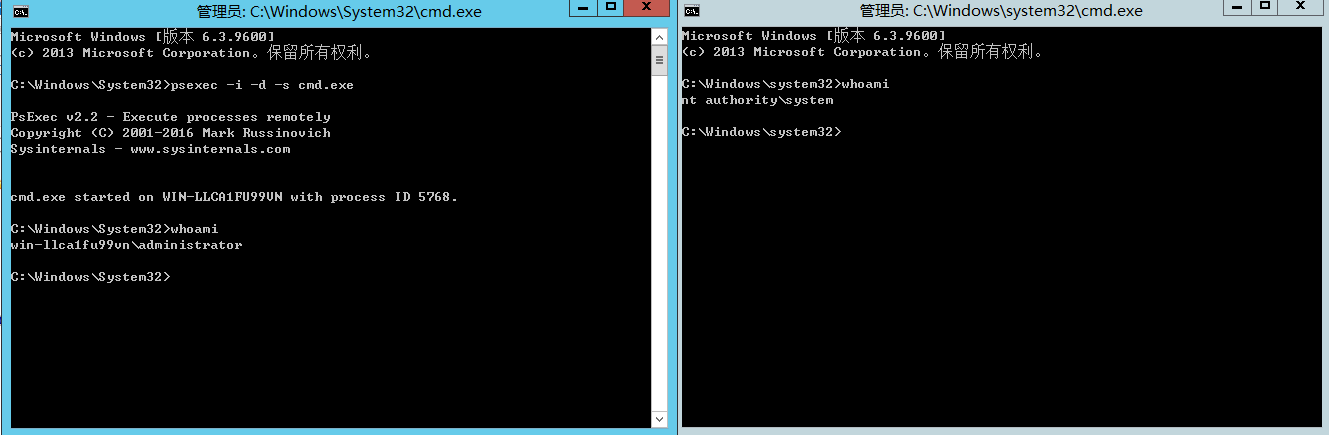 管理员: C:\Windows\System32\cmd.exe
Microsoft Windows [版本 6.3.9600]
(c) 2013 Microsoft Corporation。保留所有权利。
C:\Windows\System32>psexec -i -d -s cmd.exe
PsExec v2.2 - Execute processes remotely
Copyright (C) 2001-2016 Mark Russinovich
Sysinternals - www.sysinternals.com
cmd.exe started on WIN-LLCA1FU99VN with process ID 5768.
C:\Windows\System32>whoami
win-llca1fu99vn\administrator
C:\Windows\System32>
管理员: C:\Windows\system32\cmd.exe
Microsoft Windows [版本 6.3.9600]
(c) 2013 Microsoft Corporation。保留所有权利。
C:\Windows\system32>whoami
nt authority\system
C:\Windows\system32>